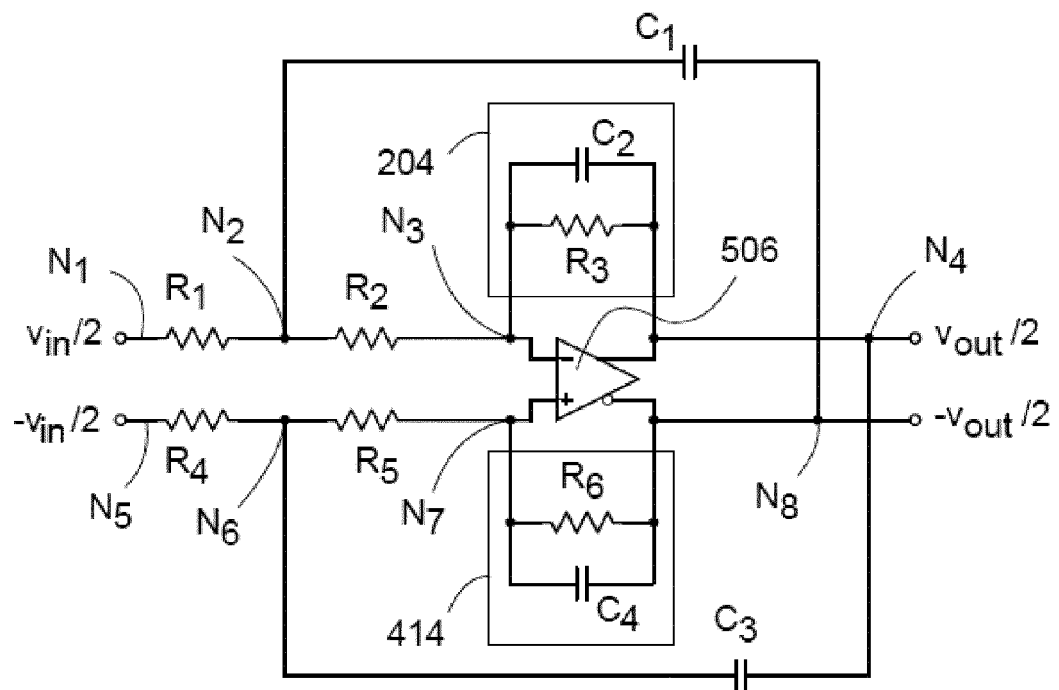 C1
C2
204
R3
N3
506
N4
N2
N1
R1
R2
vin/2
vout/2
-
+
-vin/2
-vout/2
R4
R5
N5
N6
N7
R6
N8
C4
414
C3